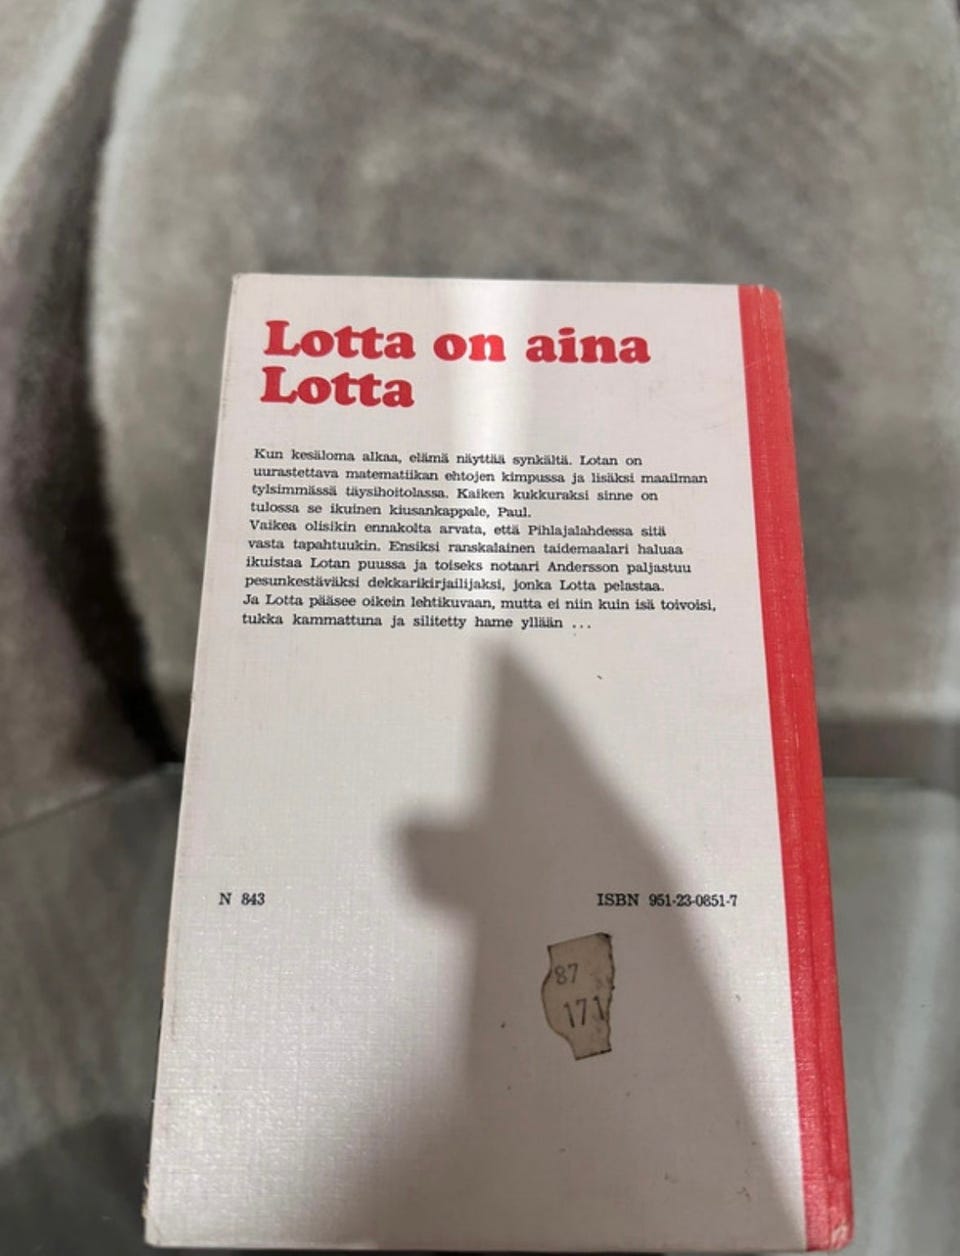 Lotta on aina
Lotta
Kun kesäloma alkaa, elämä näyttää synkältä. Lotan on
uurastettava matematiikan ehtojen kimpussa ja lisäksi maailman
tylsimmässä täysihoitolassa. Kaiken kukkuraksi sinne on
tulossa se ikuinen kiusankappale, Paul.
Vaikea olisikin ennakolta arvata, että Pihlajalahdessa sitä
vasta tapahtuukin. Ensiksi ranskalainen taidemaalari haluaa
ikuistaa Lotan puussa ja toiseks notaari Andersson paljastuu
pesunkestäväksi dekkarikirjailijaksi, jonka Lotta pelastaa.
Ja Lotta pääsee oikein lehtikuvaan, mutta ei niin kuin isä toivoisi,
tukka kammattuna ja silitetty hame yllään ...
N 843 ISBN 951-23-0851-7
87
171